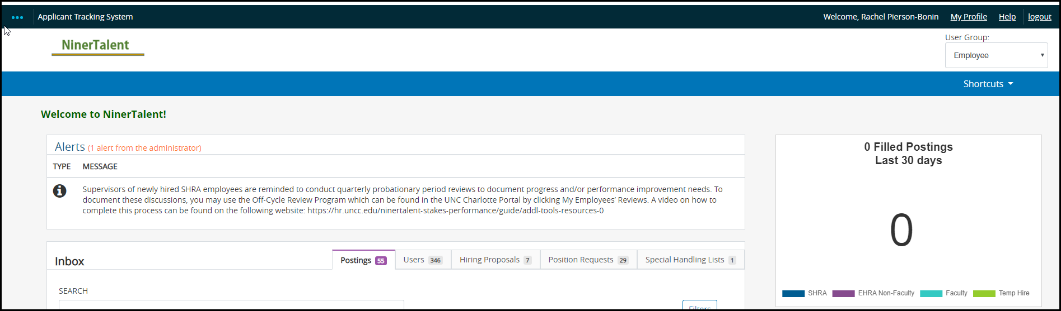 ••• Applicant Tracking System Welcome, Rachel Pierson-Bonin My Profile Help logout
NinerTalent
User Group:
Employee
Shortcuts
Welcome to NinerTalent!
Alerts (1 alert from the administrator)
TYPE MESSAGE
Supervisors of newly hired SHRA employees are reminded to conduct quarterly probationary period reviews to document progress and/or performance improvement needs. To
document these discussions, you may use the Off-Cycle Review Program which can be found in the UNC Charlotte Portal by clicking My Employees' Reviews. A video on how to
complete this process can be found on the following website: https://hr.uncc.edu/ninertalent-stakes-performance/guide/addl-tools-resources-0
0 Filled Postings
Last 30 days
0
SHRA EHRA Non-Faculty Faculty Temp Hire
Inbox
Postings 55 Users 346 Hiring Proposals 7 Position Requests 29 Special Handling Lists 1
SEARCH